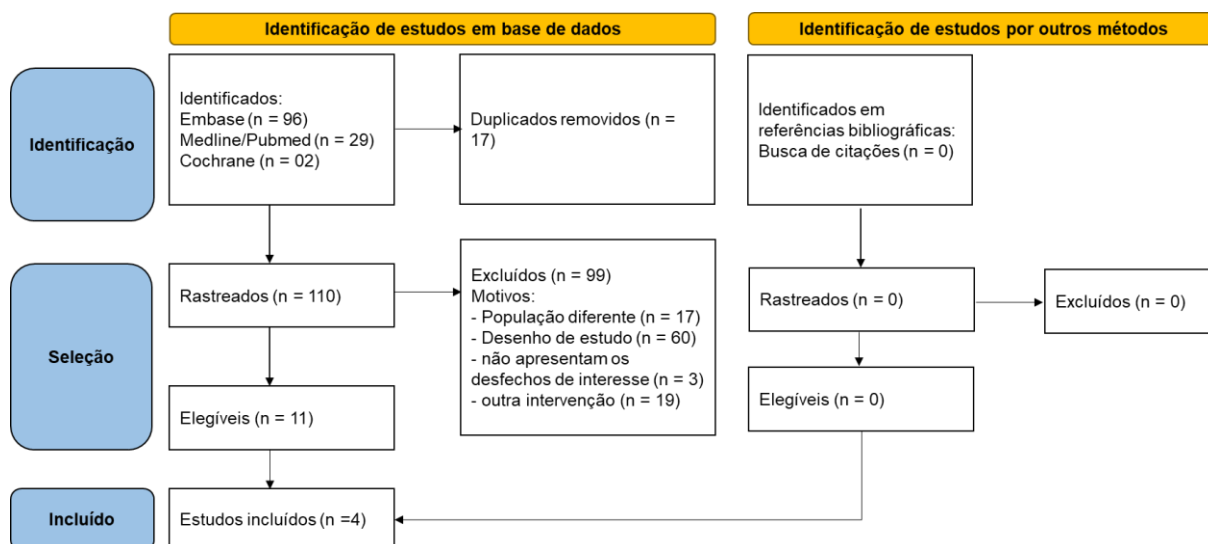 Identificação de estudos em base de dados
Identificação de estudos por outros métodos
Identificação
Identificados:
Embase (n = 96)
Medline/Pubmed (n = 29)
Cochrane (n = 02)
Duplicados removidos (n =
17)
Identificados em
referências bibliográficas:
Busca de citações (n = 0)
Seleção
Rastreados (n = 110)
Excluídos (n = 99)
Motivos:
- População diferente (n = 17)
- Desenho de estudo (n = 60)
- não apresentam os
desfechos de interesse (n = 3)
- outra intervenção (n = 19)
Rastreados (n = 0)
Excluídos (n = 0)
Elegíveis (n = 11)
Elegíveis (n = 0)
Incluído
Estudos incluídos (n =4)